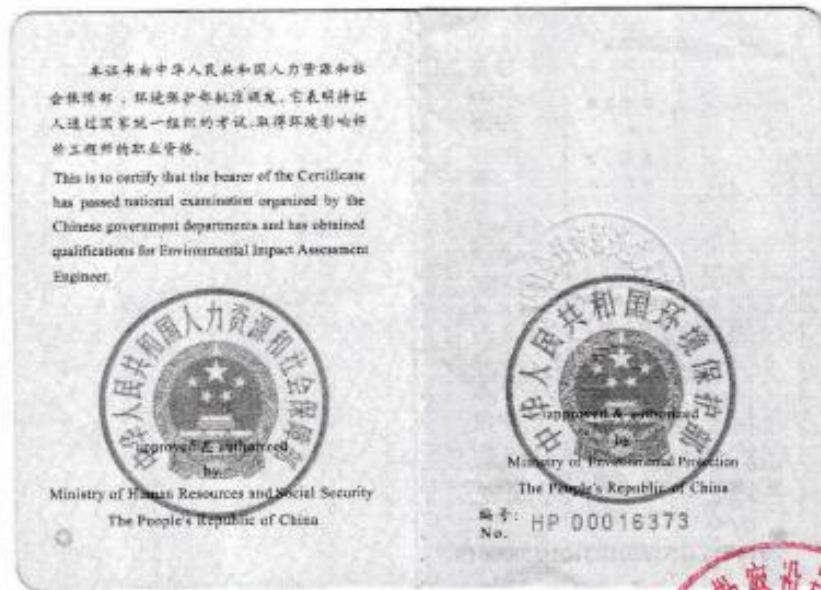 本证书由中华人民共和国人力资源和社
会保障部、环境保护部批准颁发。它表明持证
人通过国家统一组织的考试,取得环境影响评
价工程师的职业资格。
This is to certify that the bearer of the Certificate
has passed national examination organized by the
Chinese government departments and has obtained
qualifications for Environmental Impact Assessment
Engineer.
中华人民共和国人力资源和社会保障部
approved & authorized
by
Ministry of Human Resources and Social Security
The People's Republic of China
中华人民共和国环境保护部
approved & authorized
by
Ministry of Environmental Protection
The People's Republic of China
编号:
No. HP 00016373